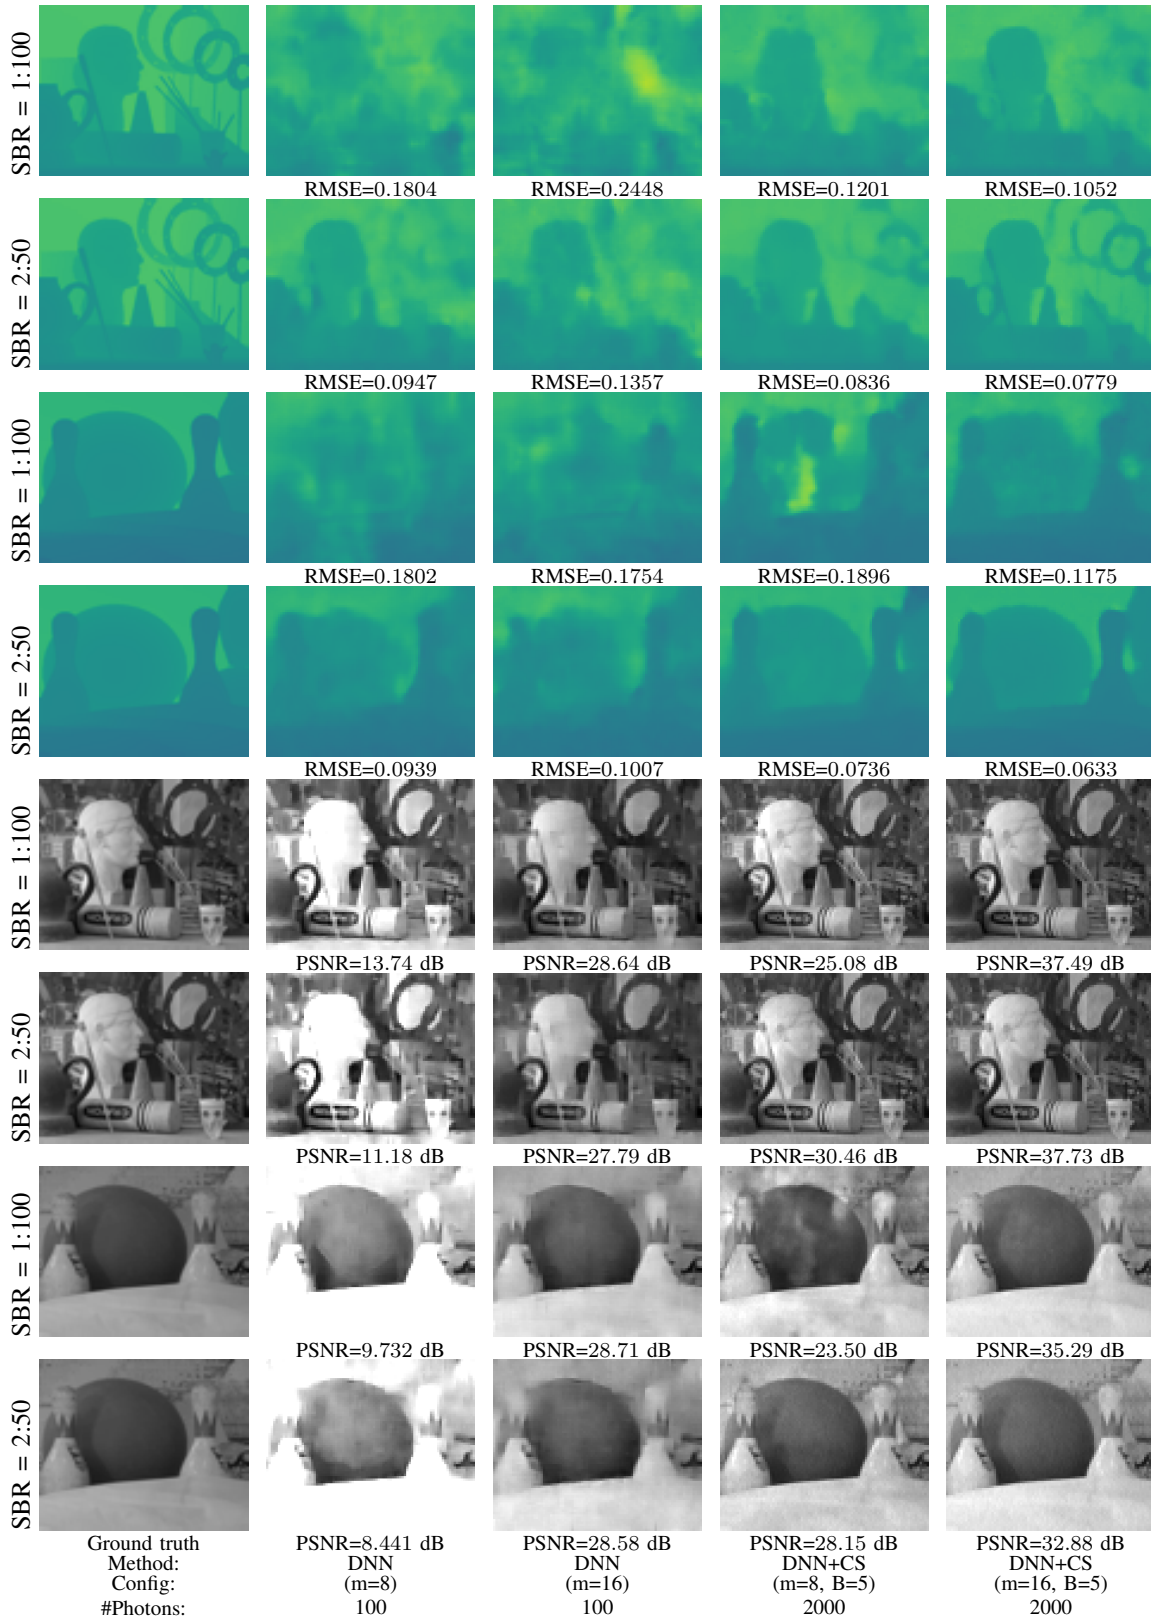 SBR = 1:100
RMSE=0.1804 RMSE=0.2448 RMSE=0.1201 RMSE=0.1052
SBR = 2:50
RMSE=0.0947 RMSE=0.1357 RMSE=0.0836 RMSE=0.0779
SBR = 1:100
RMSE=0.1802 RMSE=0.1754 RMSE=0.1896 RMSE=0.1175
SBR = 2:50
RMSE=0.0939 RMSE=0.1007 RMSE=0.0736 RMSE=0.0633
SBR = 1:100
PSNR=13.74 dB PSNR=28.64 dB PSNR=25.08 dB PSNR=37.49 dB
SBR = 2:50
PSNR=11.18 dB PSNR=27.79 dB PSNR=30.46 dB PSNR=37.73 dB
SBR = 1:100
PSNR=9.732 dB PSNR=28.71 dB PSNR=23.50 dB PSNR=35.29 dB
SBR = 2:50
Ground truth PSNR=8.441 dB PSNR=28.58 dB PSNR=28.15 dB PSNR=32.88 dB
Method: DNN DNN DNN+CS DNN+CS
Config: (m=8) (m=16) (m=8, B=5) (m=16, B=5)
#Photons: 100 100 2000 2000